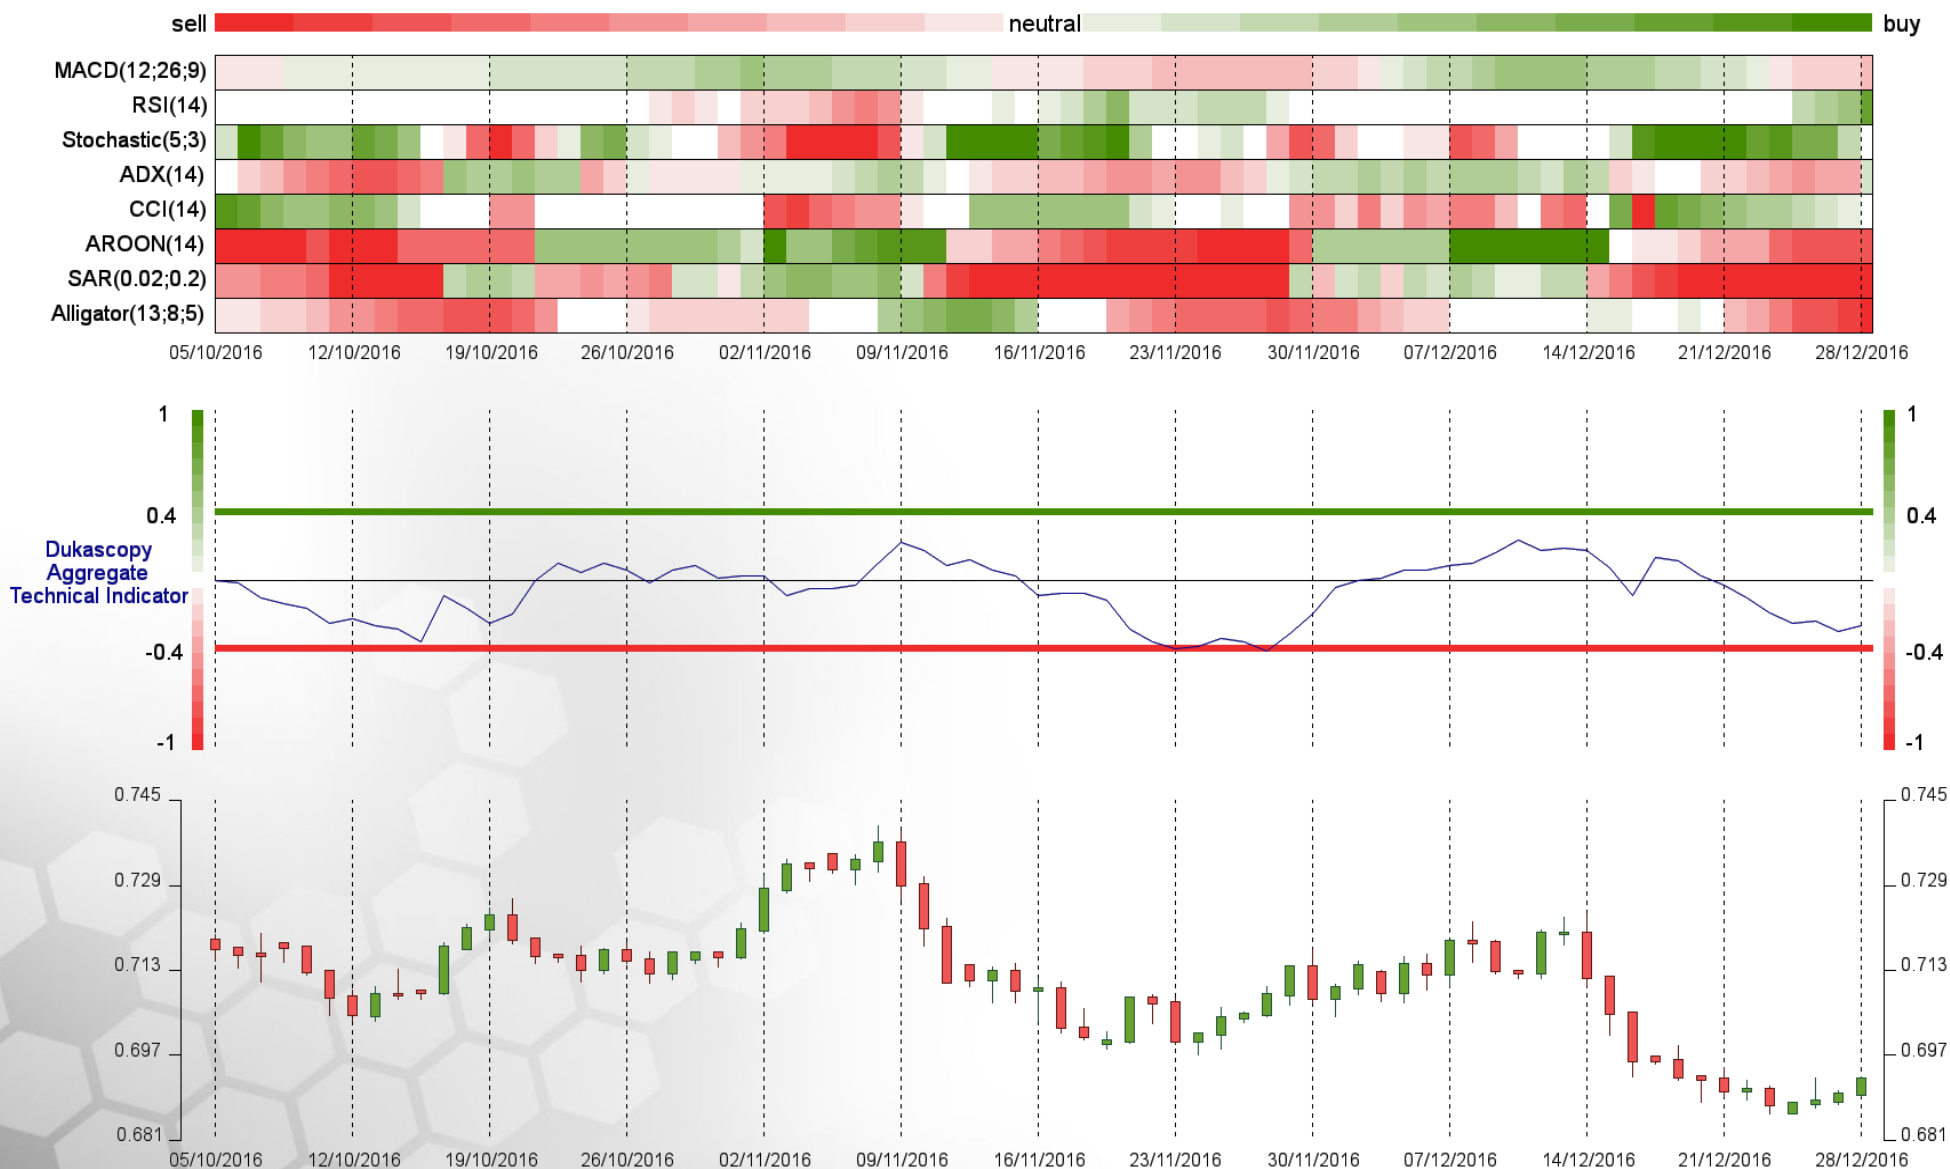 sell neutral buy
MACD(12;26;9)
RSI(14)
Stochastic(5;3)
ADX(14)
CCI(14)
AROON(14)
SAR(0.02;0.2)
Alligator(13;8;5)
05/10/2016 12/10/2016 19/10/2016 26/10/2016 02/11/2016 09/11/2016 16/11/2016 23/11/2016 30/11/2016 07/12/2016 14/12/2016 21/12/2016 28/12/2016
1 1
0.4 0.4
Dukascopy
Aggregate
Technical Indicator
-0.4 -0.4
-1 -1
0.745 0.745
0.729 0.729
0.713 0.713
0.697 0.697
0.681 0.681
05/10/2016 12/10/2016 19/10/2016 26/10/2016 02/11/2016 09/11/2016 16/11/2016 23/11/2016 30/11/2016 07/12/2016 14/12/2016 21/12/2016 28/12/2016